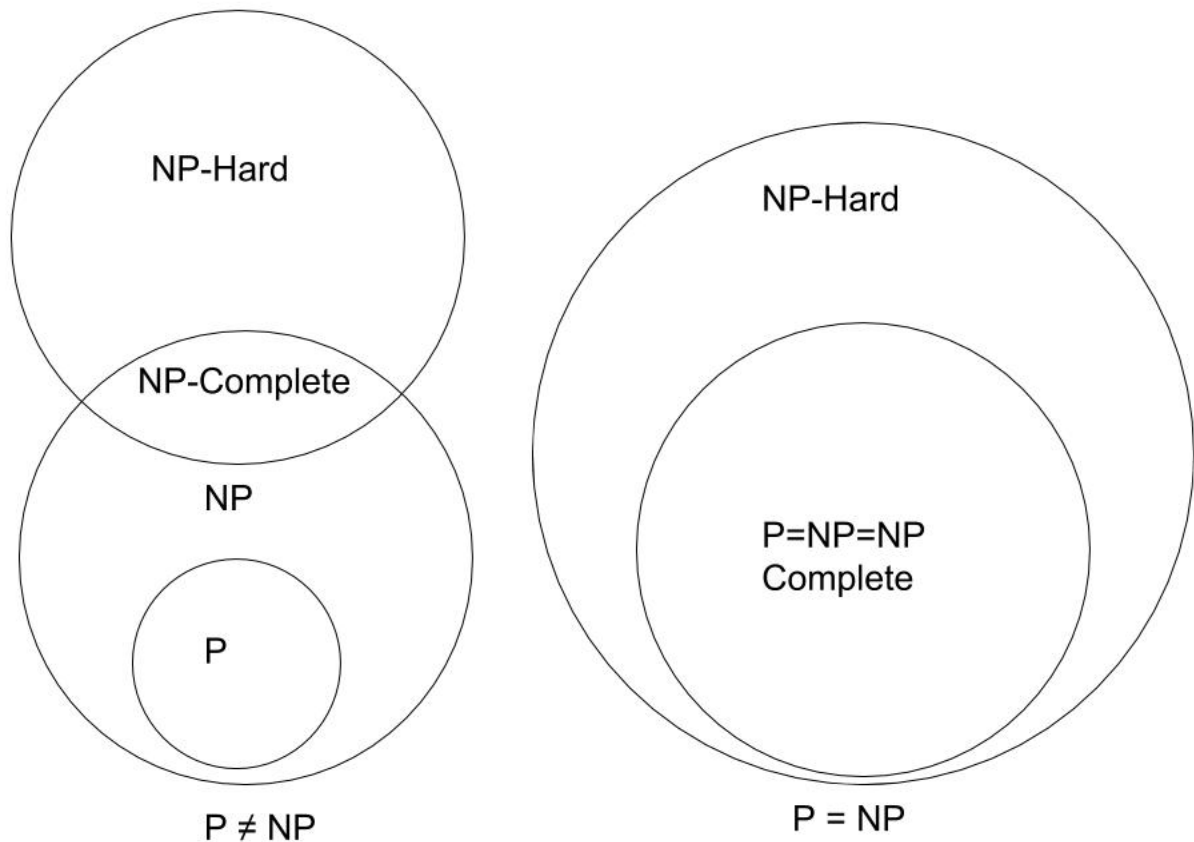 NP-Hard
NP-Complete
NP
P
P ≠ NP
NP-Hard
P=NP=NP
Complete
P = NP